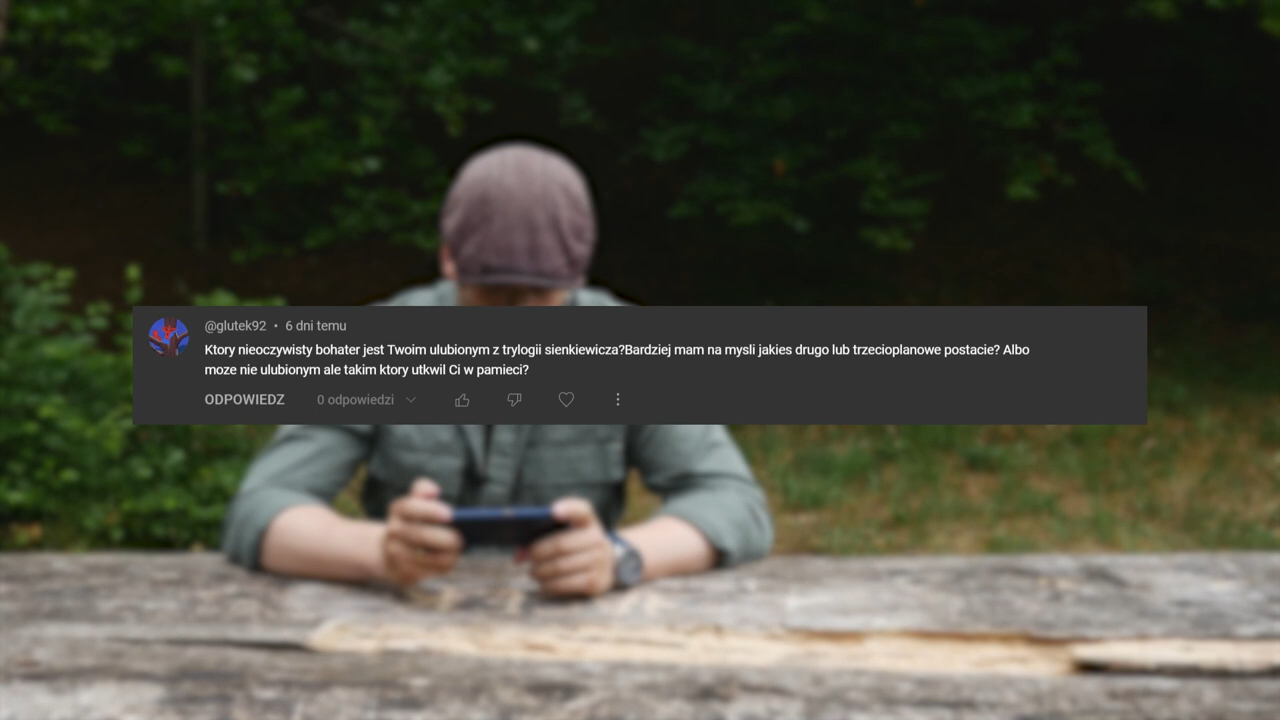 @glutek92 • 6 dni temu
Ktory nieoczywisty bohater jest Twoim ulubionym z trylogii sienkiewicza?Bardziej mam na mysli jakies drugo lub trzecioplanowe postacie? Albo
moze nie ulubionym ale takim ktory utkwil Ci w pamieci?
ODPOWIEDZ 0 odpowiedzi